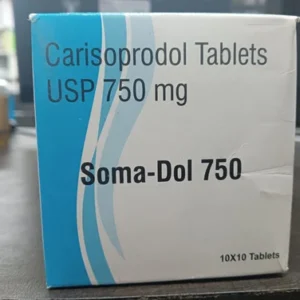 Carisoprodol Tablets
USP 750 mg
Soma-Dol 750
10X10 Tablets